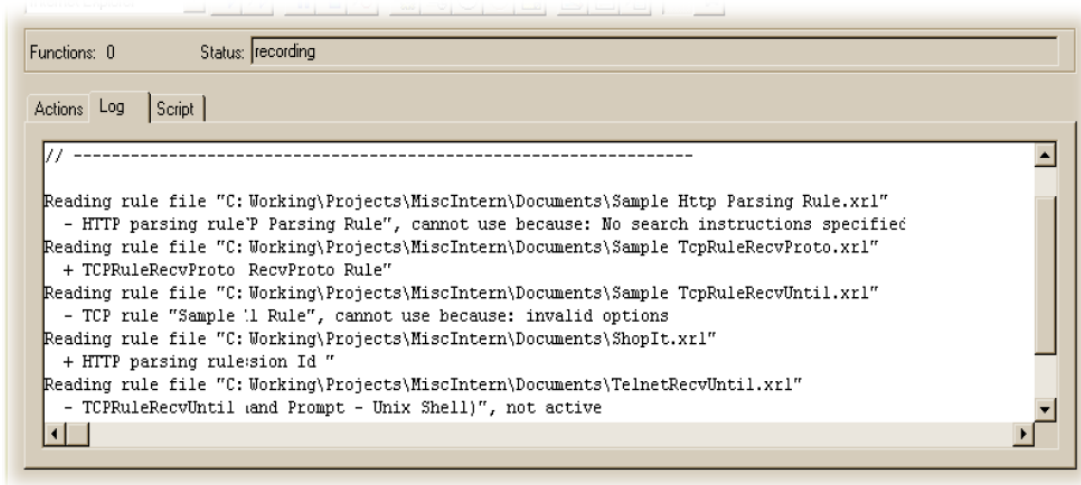 Functions: 0 Status: recording
Actions Log Script
// -----------------------------------------------------------------
Reading rule file "C: Working\Projects\MiscIntern\Documents\Sample Http Parsing Rule.xrl"
- HTTP parsing rule P Parsing Rule", cannot use because: No search instructions specified
Reading rule file "C: Working\Projects\MiscIntern\Documents\Sample TcpRuleRecvProto.xrl"
+ TCPRuleRecvProto RecvProto Rule"
Reading rule file "C: Working\Projects\MiscIntern\Documents\Sample TcpRuleRecvUntil.xrl"
- TCP rule "Sample l Rule", cannot use because: invalid options
Reading rule file "C: Working\Projects\MiscIntern\Documents\ShopIt.xrl"
+ HTTP parsing rule sion Id "
Reading rule file "C: Working\Projects\MiscIntern\Documents\TelnetRecvUntil.xrl"
- TCPRuleRecvUntil and Prompt - Unix Shell)", not active